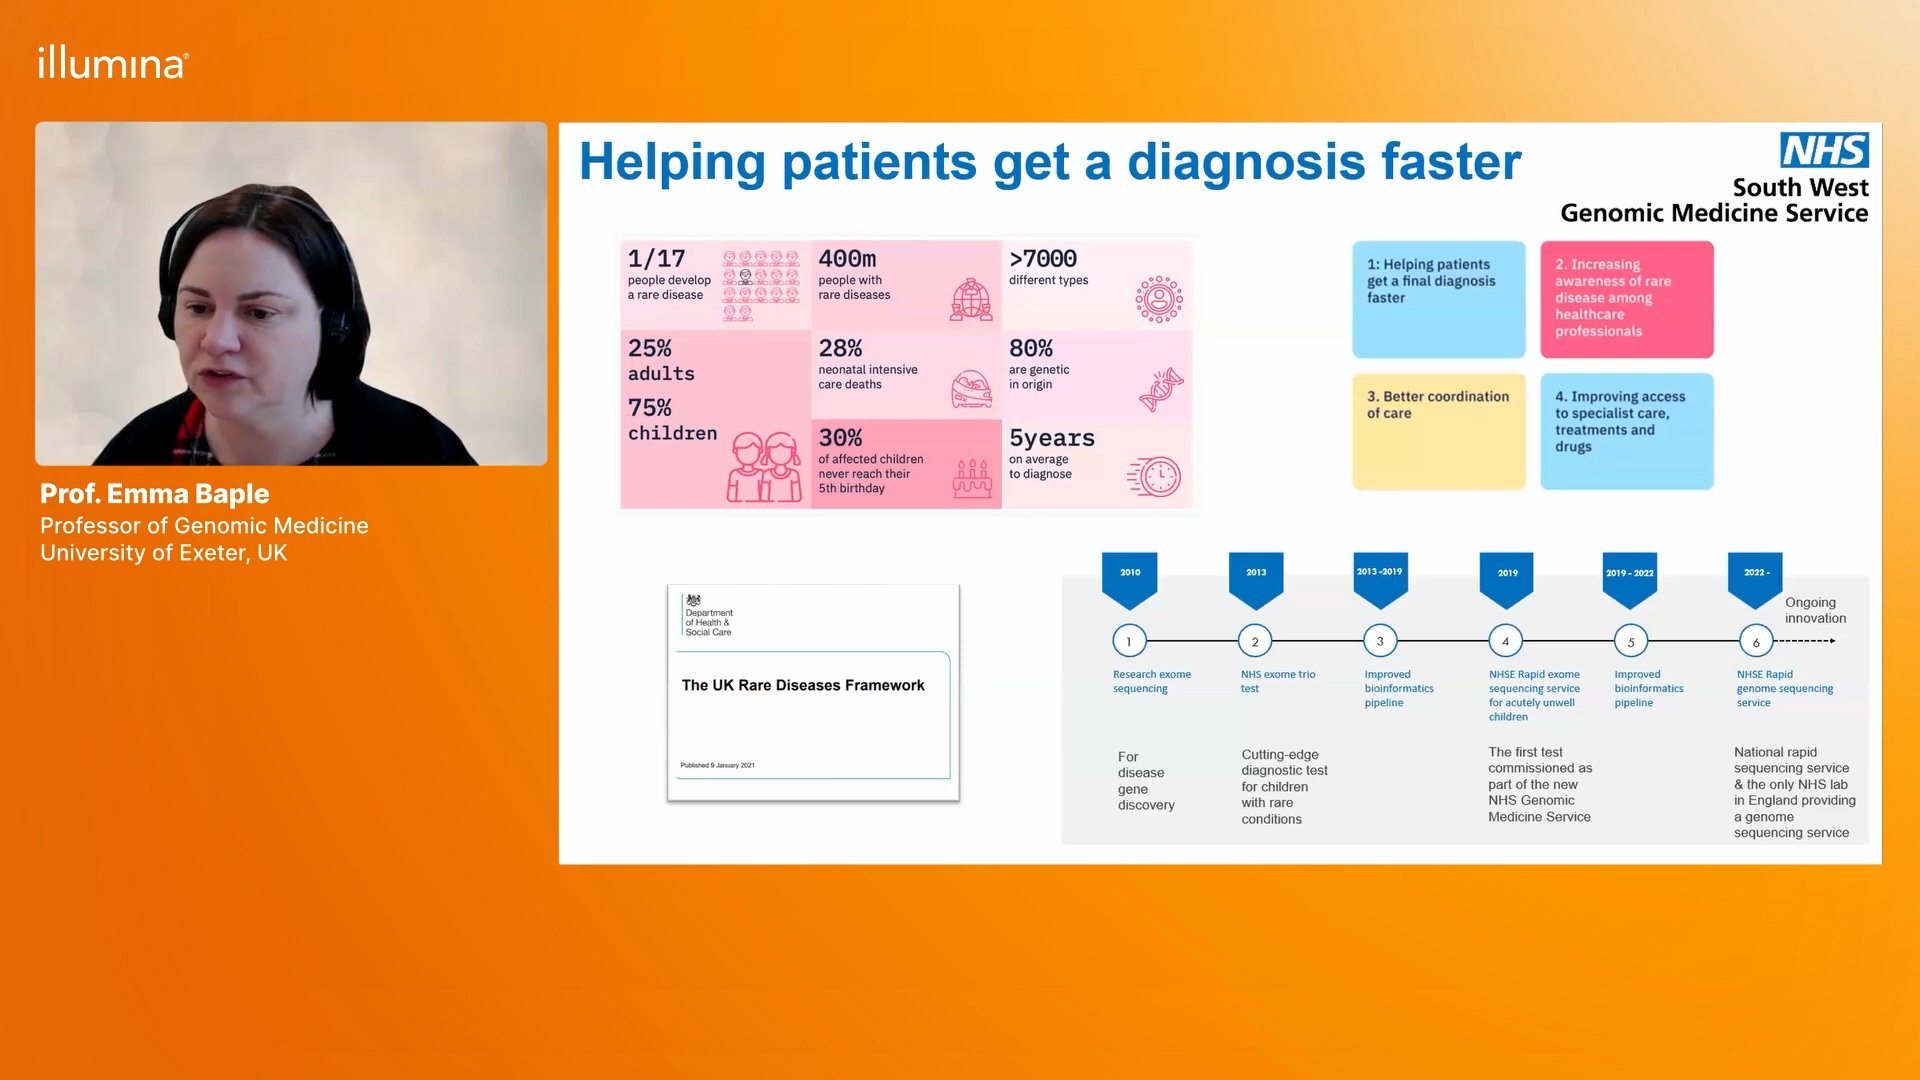 illumina®
Prof. Emma Baple
Professor of Genomic Medicine
University of Exeter, UK
Helping patients get a diagnosis faster
NHS
South West
Genomic Medicine Service
1/17
people develop
a rare disease
400m
people with
rare diseases
>7000
different types
25%
adults
75%
children
28%
neonatal intensive
care deaths
80%
are genetic
in origin
30%
of affected children
never reach their
5th birthday
5years
on average
to diagnose
1: Helping patients
get a final diagnosis
faster
2. Increasing
awareness of rare
disease among
healthcare
professionals
3. Better coordination
of care
4. Improving access
to specialist care,
treatments and
drugs
Department
of Health &
Social Care
The UK Rare Diseases Framework
Published 9 January 2021
2010
1
Research exome
sequencing
For
disease
gene
discovery
2013
2
NHS exome trio
test
Cutting-edge
diagnostic test
for children
with rare
conditions
2013 -2019
3
Improved
bioinformatics
pipeline
2019
4
NHSE Rapid exome
sequencing service
for acutely unwell
children
The first test
commissioned as
part of the new
NHS Genomic
Medicine Service
2019 - 2022
5
Improved
bioinformatics
pipeline
2022 -
Ongoing
innovation
6
NHSE Rapid
genome sequencing
service
National rapid
sequencing service
& the only NHS lab
in England providing
a genome
sequencing service